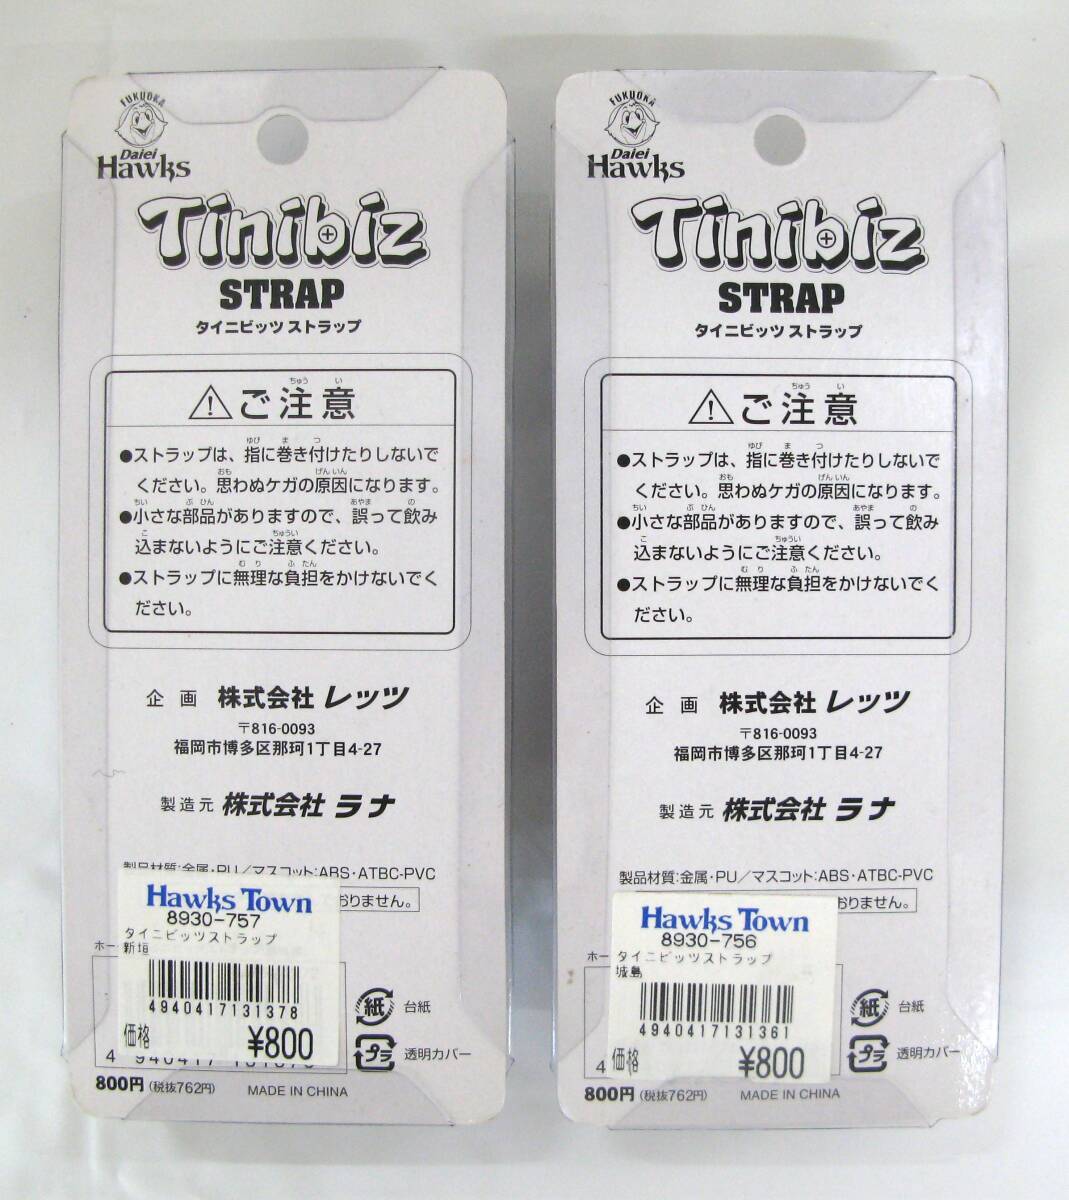 FUKUOKA
Daiei
Hawks
Tinibiz
STRAP
タイニビッツ ストラップ
ご注意
●ストラップは、指に巻き付けたりしないで
ください。思わぬケガの原因になります。
●小さな部品がありますので、誤って飲み
込まないようにご注意ください。
●ストラップに無理な負担をかけないでく
ださい。
企画 株式会社 レッツ
〒816-0093
福岡市博多区那珂1丁目4-27
製造元 株式会社 ラナ
製品材質:金属・PU/マスコット:ABS・ATBC-PVC
おりません。
Hawks Town
8930-757
タイニビッツストラップ
新垣
ホー
4940417131378
価格 ¥800
紙 台紙
プラ 透明カバー
800円(税抜762円) MADE IN CHINA
FUKUOKA
Daiei
Hawks
Tinibiz
STRAP
タイニビッツ ストラップ
ご注意
●ストラップは、指に巻き付けたりしないで
ください。思わぬケガの原因になります。
●小さな部品がありますので、誤って飲み
込まないようにご注意ください。
●ストラップに無理な負担をかけないでく
ださい。
企画 株式会社 レッツ
〒816-0093
福岡市博多区那珂1丁目4-27
製造元 株式会社 ラナ
製品材質:金属・PU/マスコット:ABS・ATBC-PVC
おりません。
Hawks Town
8930-756
ホー タイニビッツストラップ
城島
4940417131361
4 価格 ¥800
紙 台紙
プラ 透明カバー
800円(税抜762円) MADE IN CHINA